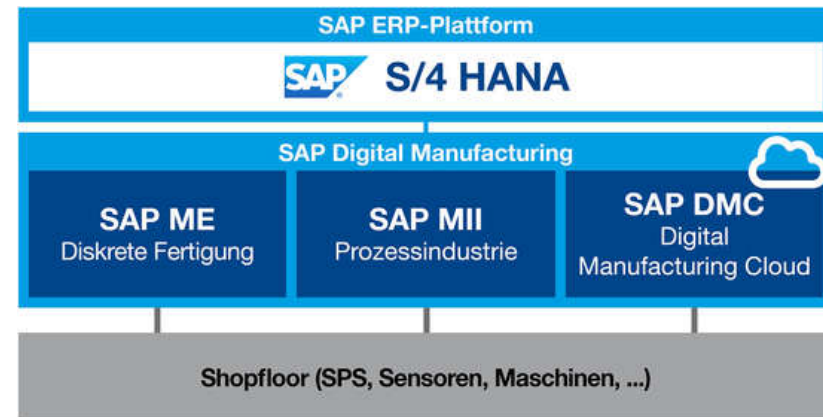 SAP ERP-Plattform
SAP S/4 HANA
SAP Digital Manufacturing
SAP ME
Diskrete Fertigung
SAP MII
Prozessindustrie
SAP DMC
Digital
Manufacturing Cloud
Shopfloor (SPS, Sensoren, Maschinen, ...)